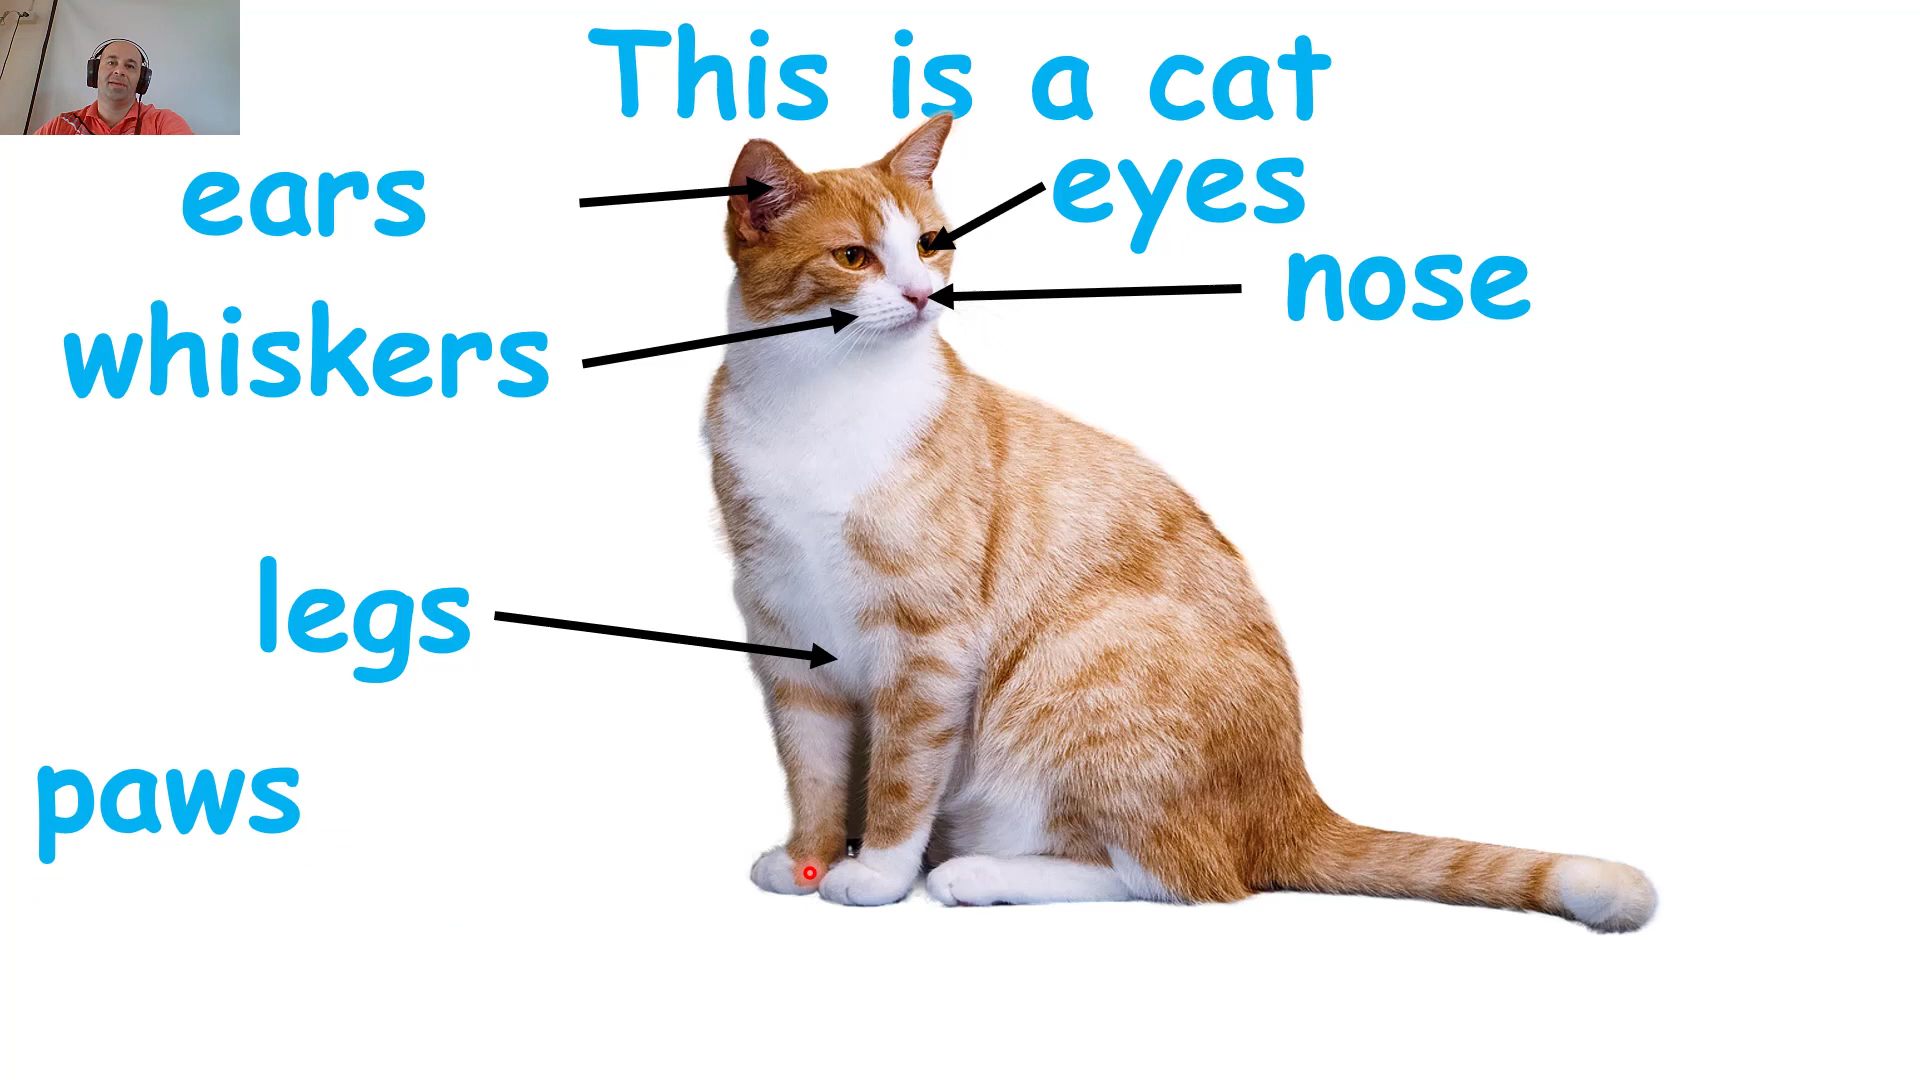 This is a cat
ears
eyes
nose
whiskers
legs
paws